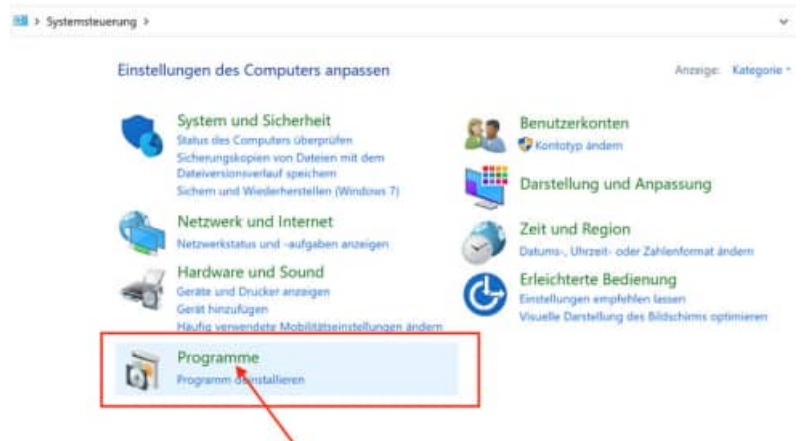 Systemsteuerung
Einstellungen des Computers anpassen
Anzeige: Kategorie
System und Sicherheit
Status des Computers überprüfen
Sicherungskopien von Dateien mit dem
Dateiversionsverlauf speichern
Sichern und Wiederherstellen (Windows 7)
Netzwerk und Internet
Netzwerkstatus und -aufgaben anzeigen
Hardware und Sound
Geräte und Drucker anzeigen
Gerät hinzufügen
Häufig verwendete Mobilitätseinstellungen ändern
Programme
Programm deinstallieren
Benutzerkonten
Kontotyp ändern
Darstellung und Anpassung
Zeit und Region
Datums-, Uhrzeit- oder Zahlenformat ändern
Erleichterte Bedienung
Einstellungen empfehlen lassen
Visuelle Darstellung des Bildschirms optimieren